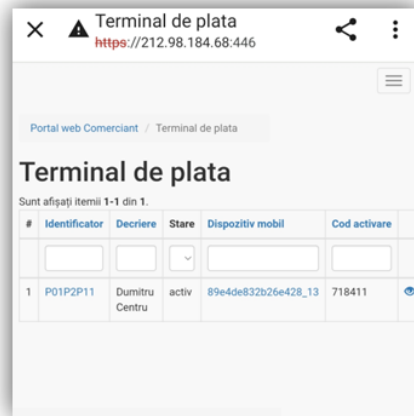 Terminal de plata
https://212.98.184.68:446
Portal web Comerciant / Terminal de plata
Terminal de plata
Sunt afișați itemii 1-1 din 1.
# Identificator Decriere Stare Dispozitiv mobil Cod activare
1 P01P2P11 Dumitru Centru activ 89e4de832b26e428_13 718411